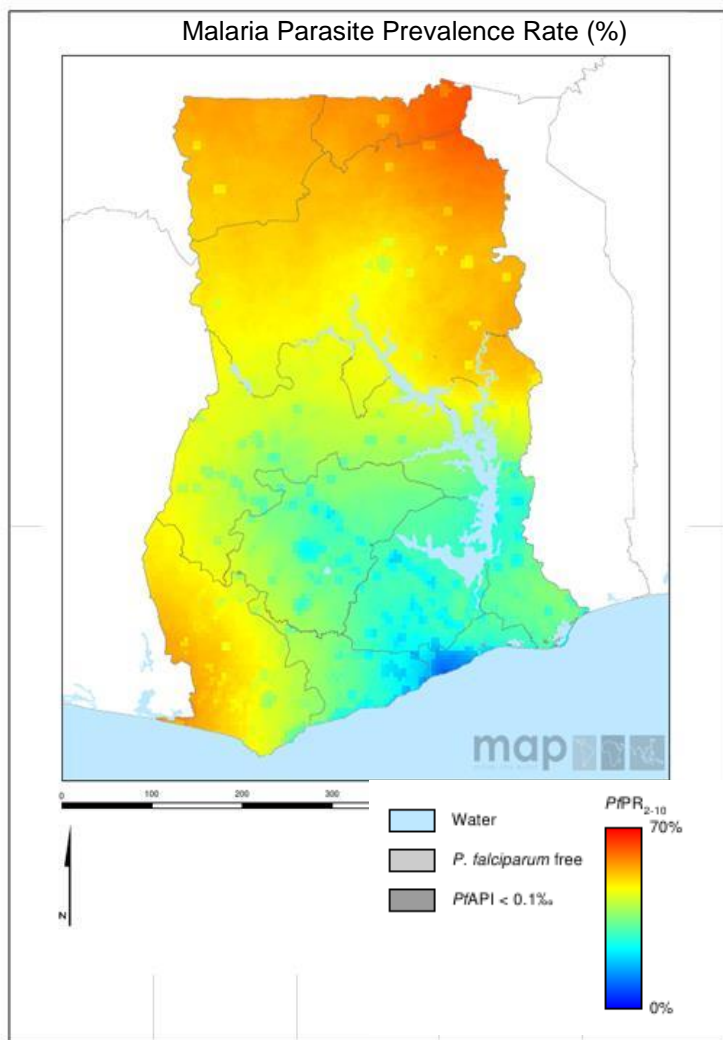 Malaria Parasite Prevalence Rate (%)
map
0 100 200 300
N
Water
P. falciparum free
PfAPI < 0.1‰
PfPR2-10
70%
0%